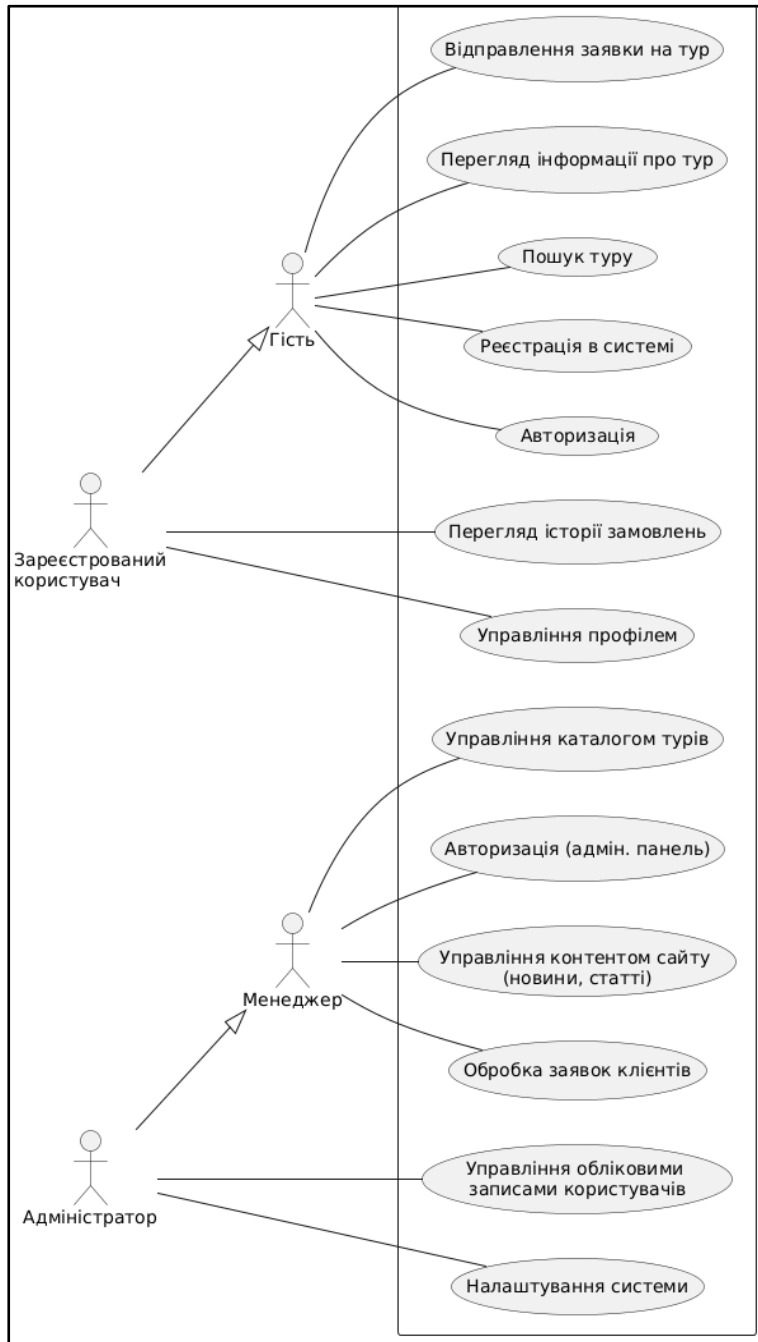 Відправлення заявки на тур
Перегляд інформації про тур
Пошук туру
Гість
Реєстрація в системі
Авторизація
Перегляд історії замовлень
Зареєстрований
користувач
Управління профілем
Управління каталогом турів
Авторизація (адмін. панель)
Управління контентом сайту
(новини, статті)
Менеджер
Обробка заявок клієнтів
Управління обліковими
записами користувачів
Адміністратор
Налаштування системи